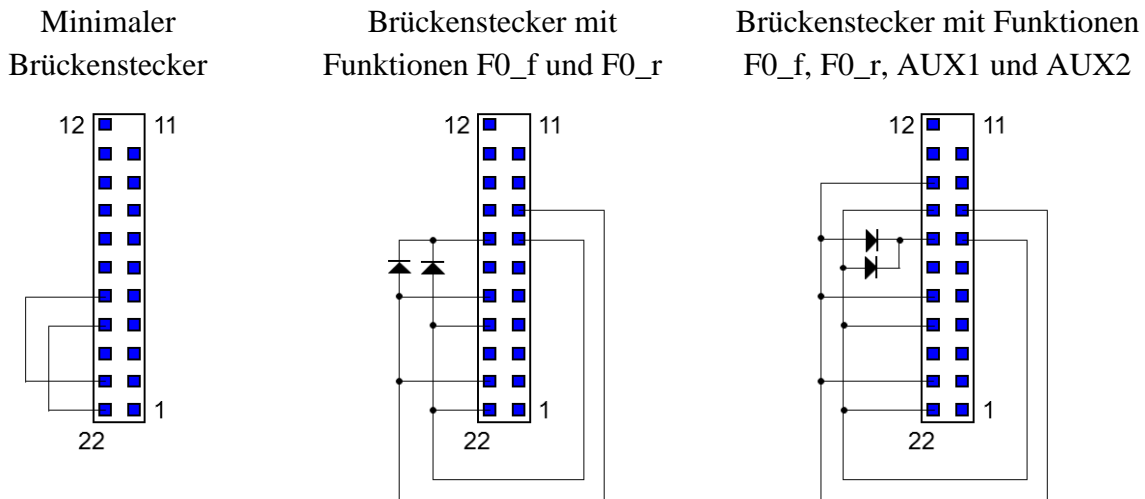 Minimaler
Brückenstecker
Brückenstecker mit
Funktionen F0_f und F0_r
Brückenstecker mit Funktionen
F0_f, F0_r, AUX1 und AUX2
12 11
1
22
12 11
1
22
12 11
1
22